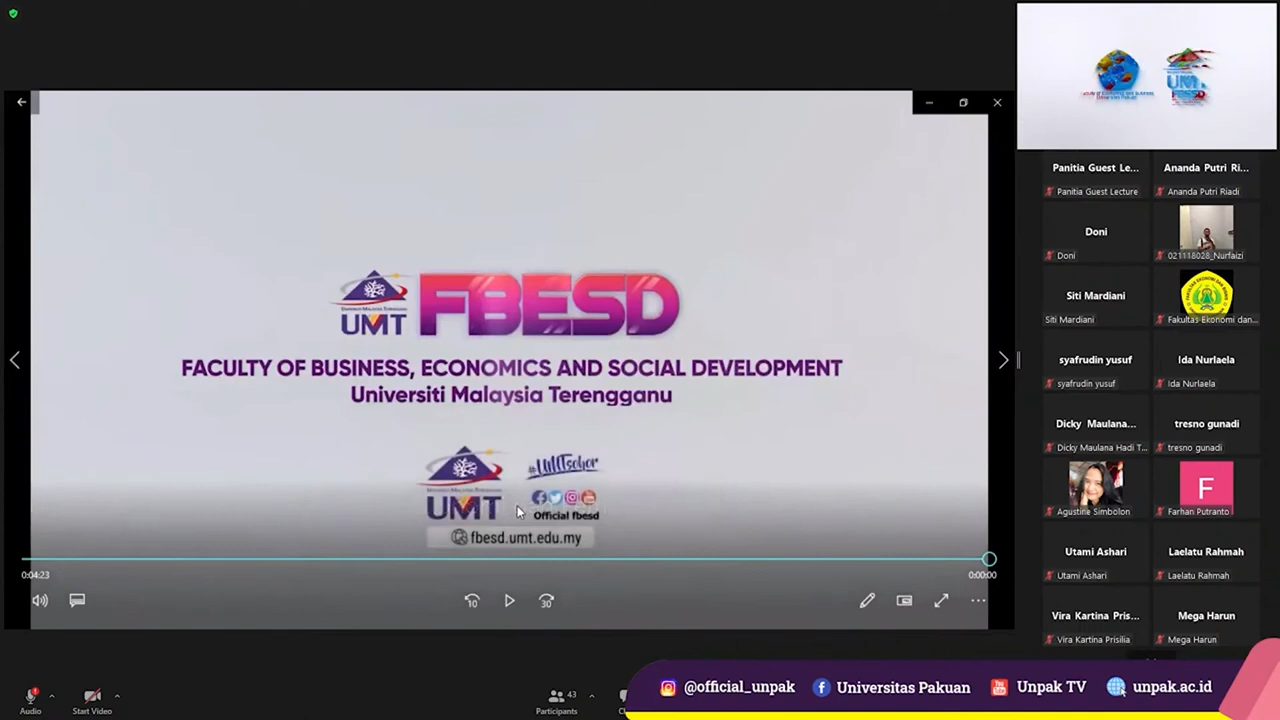 UMT
FBESD
FACULTY OF BUSINESS, ECONOMICS AND SOCIAL DEVELOPMENT
Universiti Malaysia Terengganu
UMT
#UMTsohor
Official fbesd
fbesd.umt.edu.my
0:04:23
0:00:00
10
30
Panitia Guest Le...
Panitia Guest Lecture
Ananda Putri Ri...
Ananda Putri Riadi
Doni
Doni
021118028_Nurfaizi
Siti Mardiani
Siti Mardiani
Fakultas Ekonomi dan...
syafrudin yusuf
syafrudin yusuf
Ida Nurlaela
Ida Nurlaela
Dicky Maulana...
Dicky Maulana Hadi T...
tresno gunadi
tresno gunadi
Agustine Simbolon
F
Farhan Putranto
Utami Ashari
Utami Ashari
Laelatu Rahmah
Laelatu Rahmah
Vira Kartina Pris...
Vira Kartina Prisilia
Mega Harun
Mega Harun
Audio
Start Video
43
Participants
@official_unpak
Universitas Pakuan
Unpak TV
unpak.ac.id